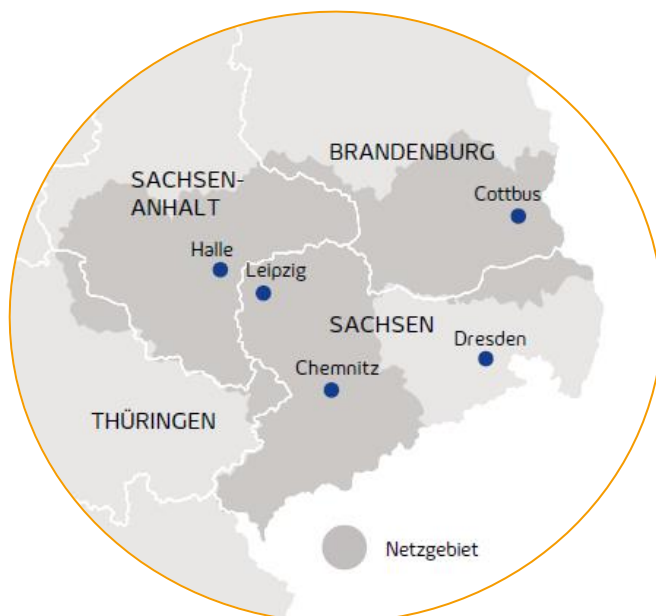 BRANDENBURG
SACHSEN-
ANHALT
Cottbus
Halle
Leipzig
SACHSEN
Dresden
Chemnitz
THÜRINGEN
Netzgebiet